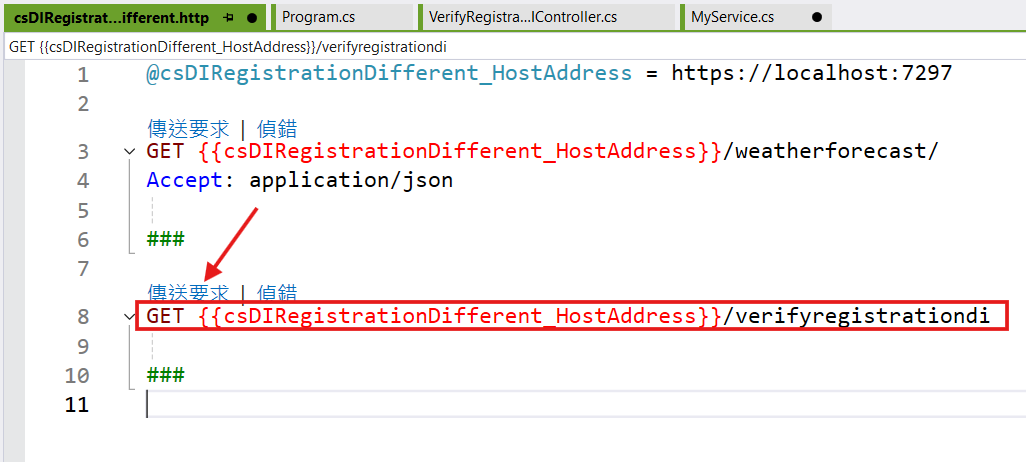 csDIRegistrat...ifferent.http
Program.cs
VerifyRegistra...IController.cs
MyService.cs
GET {{csDIRegistrationDifferent_HostAddress}}/verifyregistrationdi
1 @csDIRegistrationDifferent_HostAddress = https://localhost:7297
2
傳送要求 | 偵錯
3 GET {{csDIRegistrationDifferent_HostAddress}}/weatherforecast/
4 Accept: application/json
5
6 ###
7
傳送要求 | 偵錯
8 GET {{csDIRegistrationDifferent_HostAddress}}/verifyregistrationdi
9
10 ###
11